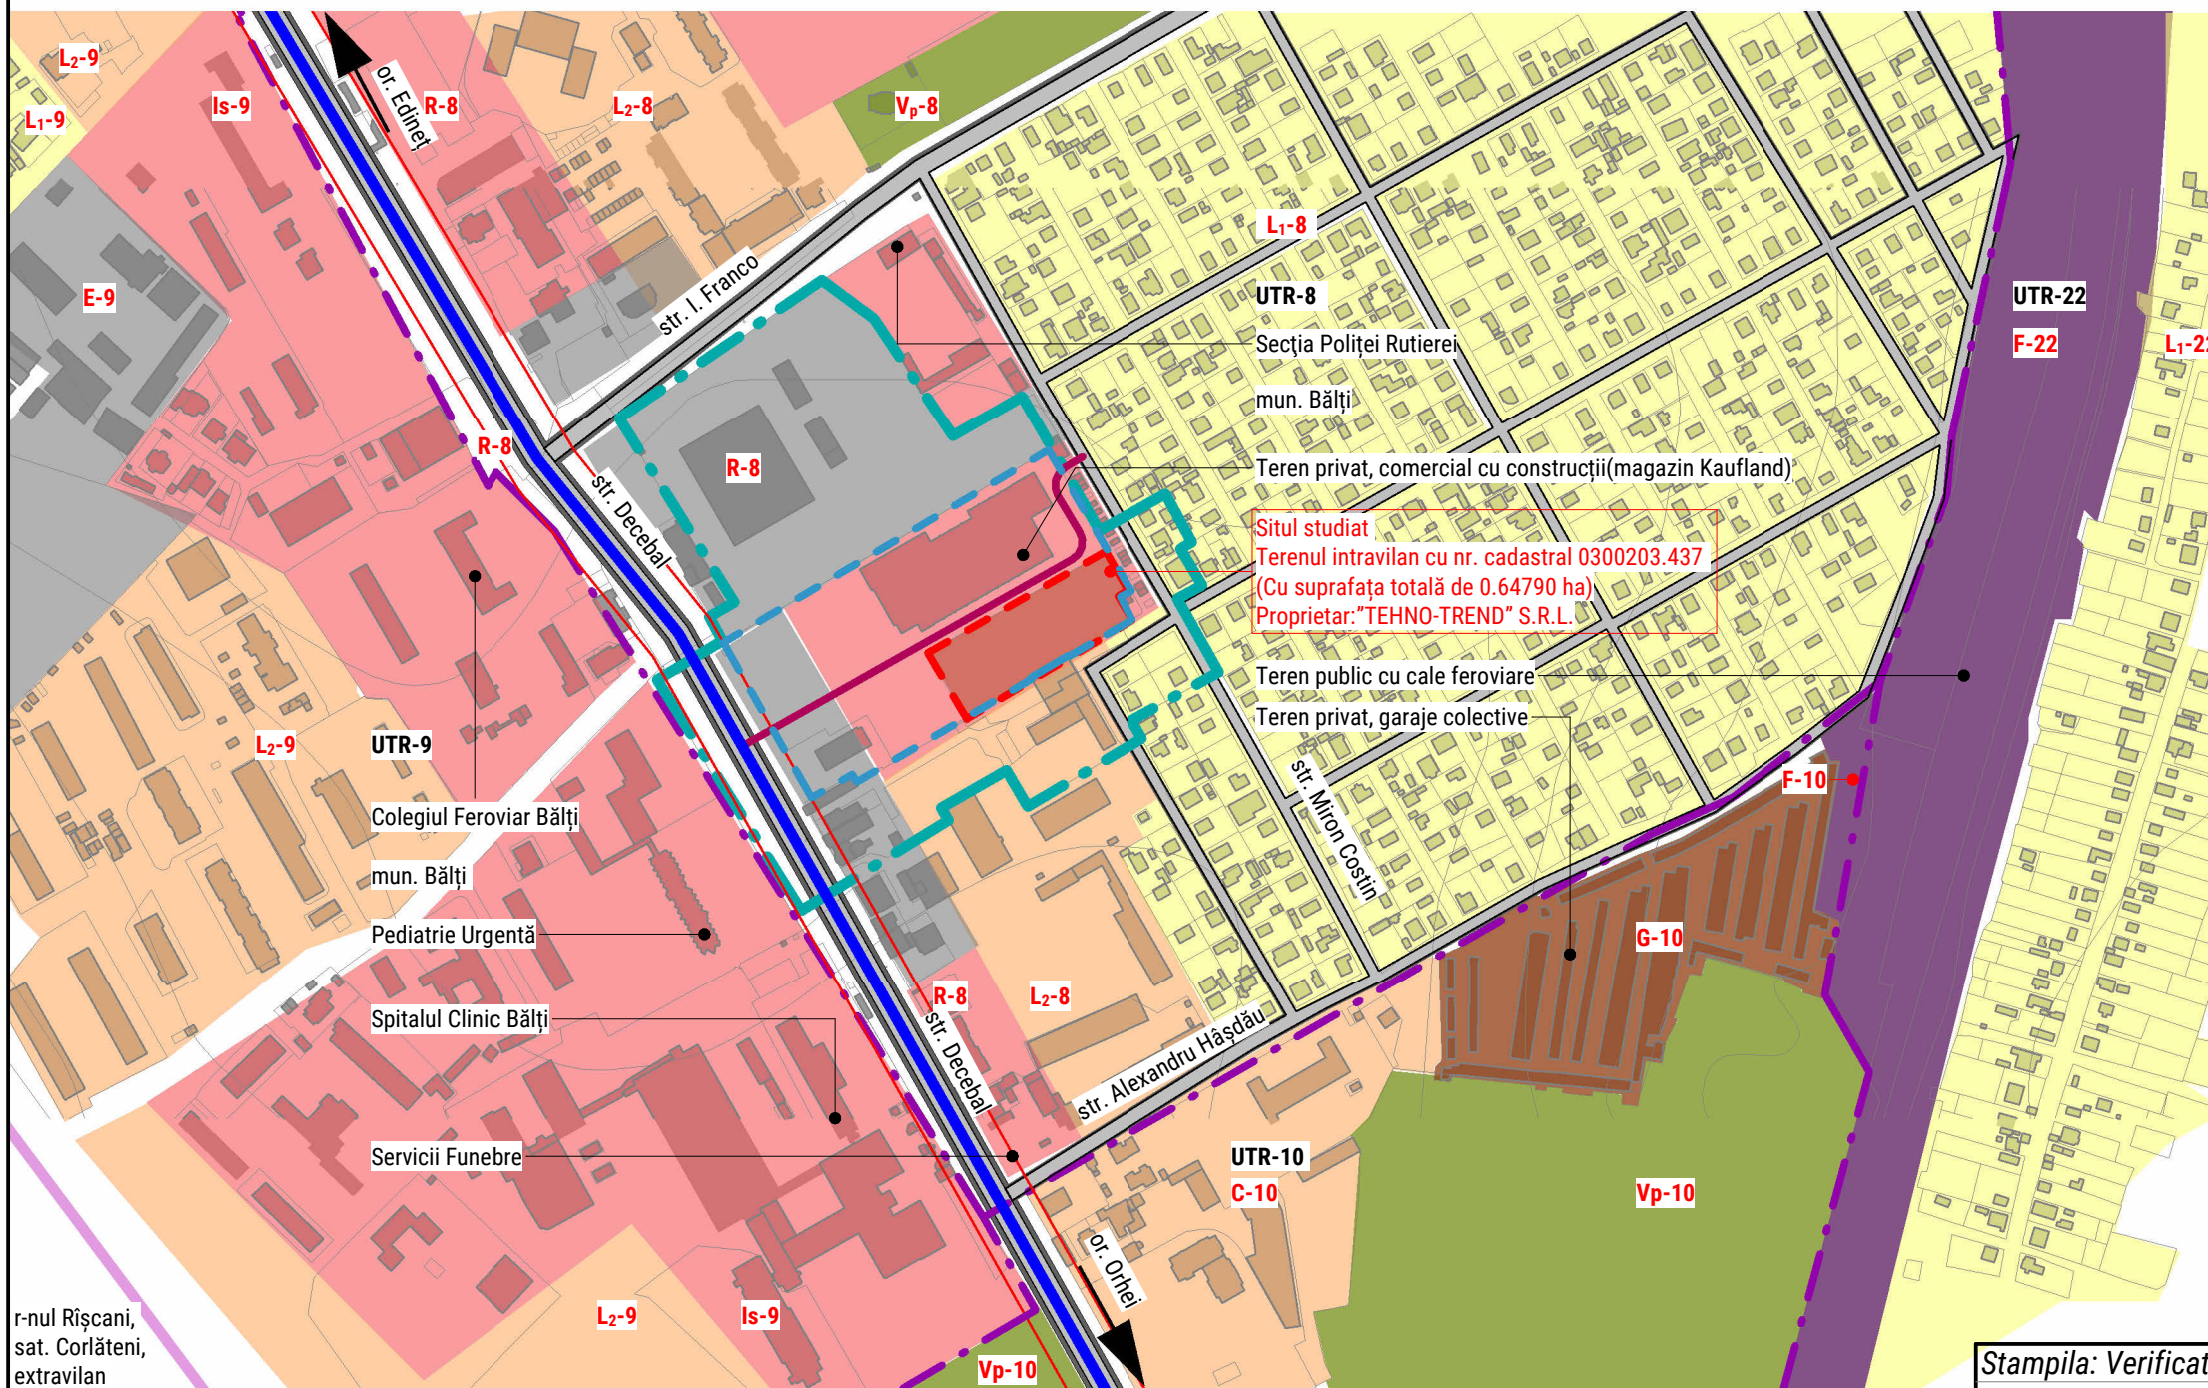 L₂-9
or. Edineț
Is-9
R-8
L₂-8
Vₚ-8
L₁-9
L₁-8
str. I. Franco
E-9
UTR-8
UTR-22
Secția Poliței Rutierei
F-22
L₁-22
mun. Bălți
R-8
R-8
Teren privat, comercial cu construcții(magazin Kaufland)
str. Decebal
Situl studiat
Terenul intravilan cu nr. cadastral 0300203.437
(Cu suprafața totală de 0.64790 ha)
Proprietar:”TEHNO-TREND” S.R.L.
Teren public cu cale feroviare
Teren privat, garaje colective
L₂-9
UTR-9
str. Miron Costin
F-10
Colegiul Feroviar Bălți
mun. Bălți
Pediatrie Urgentă
G-10
R-8
L₂-8
Spitalul Clinic Bălți
str. Decebal
str. Alexandru Hâșdău
Servicii Funebre
UTR-10
C-10
Vp-10
or. Orhei
r-nul Rîșcani,
sat. Corlăteni,
extravilan
L₂-9
Is-9
Vp-10
Stampila: Verificat